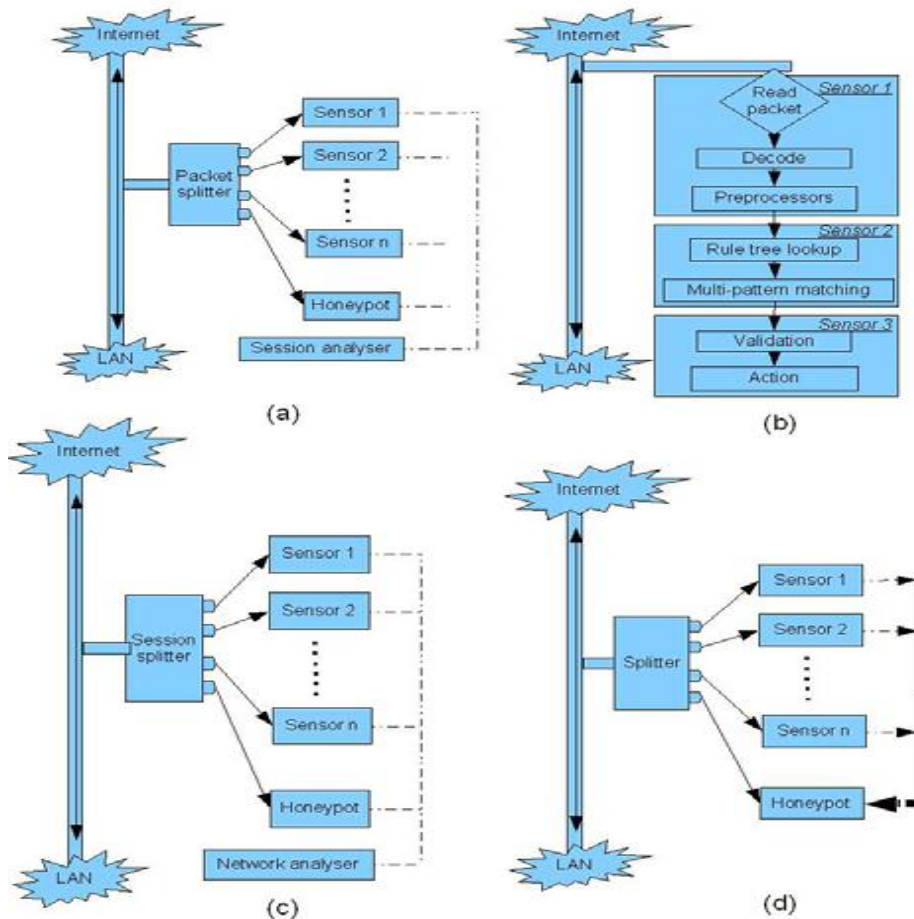 Internet
Sensor 1
Sensor 2
Packet
splitter
Sensor n
Honeypot
Session analyser
LAN
(a)
Internet
Sensor 1
Read
packet
Decode
Preprocessors
Sensor 2
Rule tree lookup
Multi-pattern matching
Sensor 3
Validation
Action
LAN
(b)
Internet
Sensor 1
Sensor 2
Session
splitter
Sensor n
Honeypot
Network analyser
LAN
(c)
Internet
Sensor 1
Sensor 2
Splitter
Sensor n
Honeypot
LAN
(d)